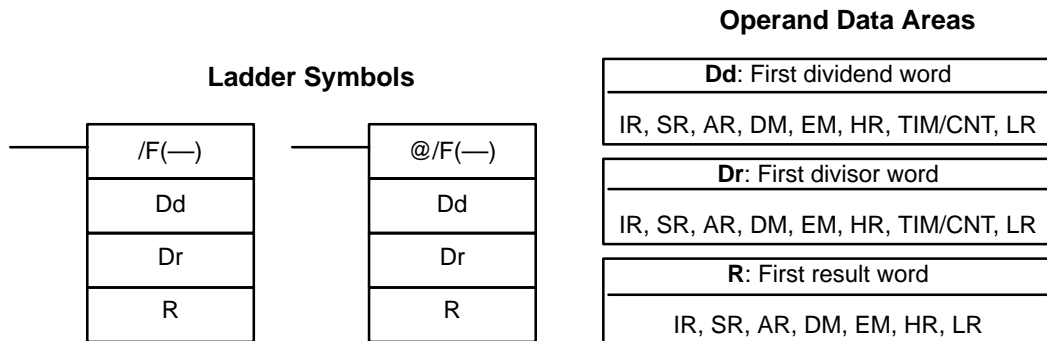 Ladder Symbols
/F(—)
Dd
Dr
R
@/F(—)
Dd
Dr
R
Operand Data Areas
Dd: First dividend word
IR, SR, AR, DM, EM, HR, TIM/CNT, LR
Dr: First divisor word
IR, SR, AR, DM, EM, HR, TIM/CNT, LR
R: First result word
IR, SR, AR, DM, EM, HR, LR